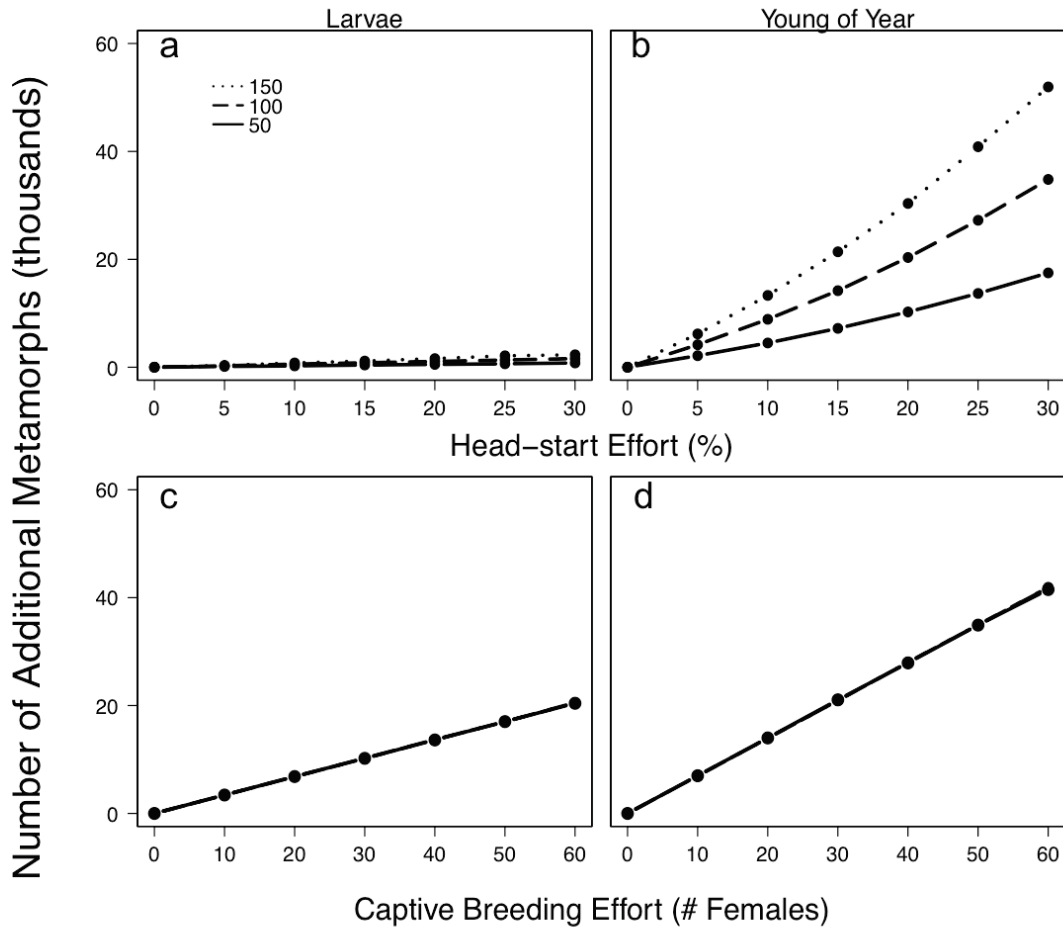 Larvae
Young of Year
Number of Additional Metamorphs (thousands)
a
150
100
50
60
40
20
0
0 5 10 15 20 25 30
b
0 5 10 15 20 25 30
Head−start Effort (%)
c
60
40
20
0
0 10 20 30 40 50 60
d
0 10 20 30 40 50 60
Captive Breeding Effort (# Females)